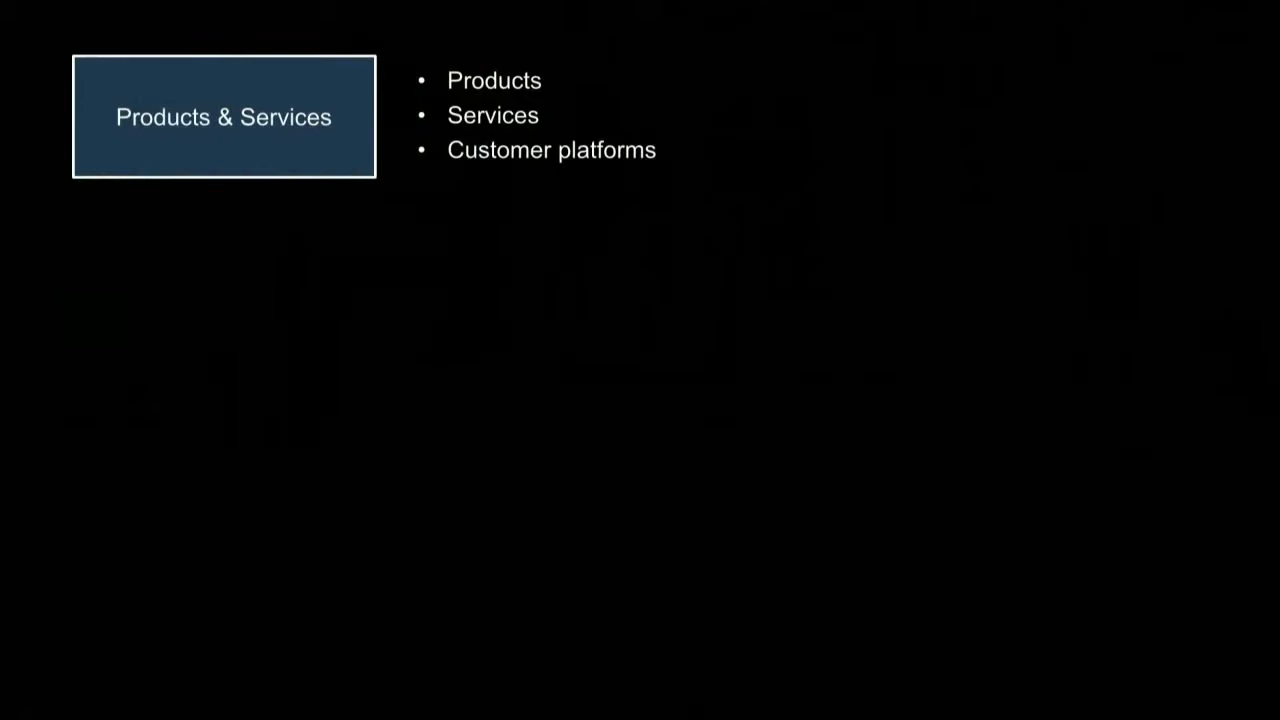 Products & Services
• Products
• Services
• Customer platforms